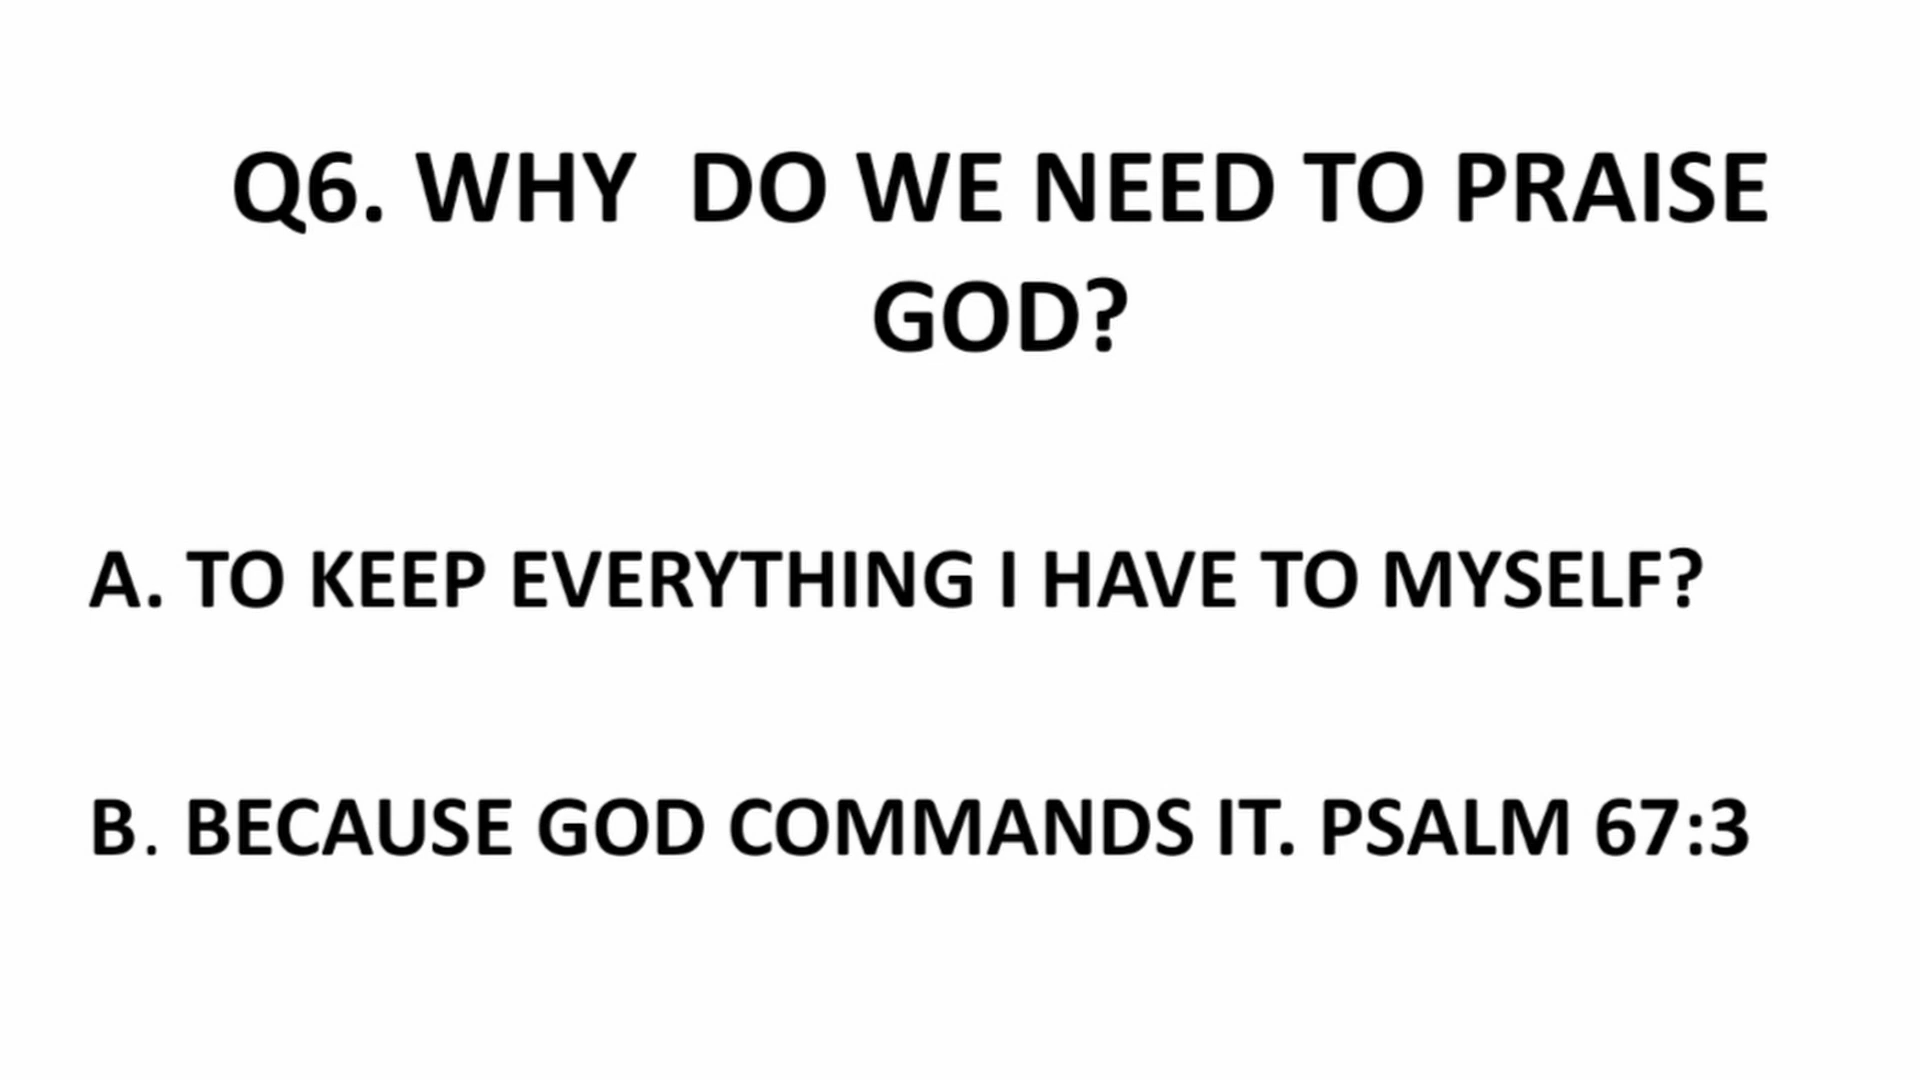 Q6. WHY  DO WE NEED TO PRAISE
GOD?
A. TO KEEP EVERYTHING I HAVE TO MYSELF?
B. BECAUSE GOD COMMANDS IT. PSALM 67:3